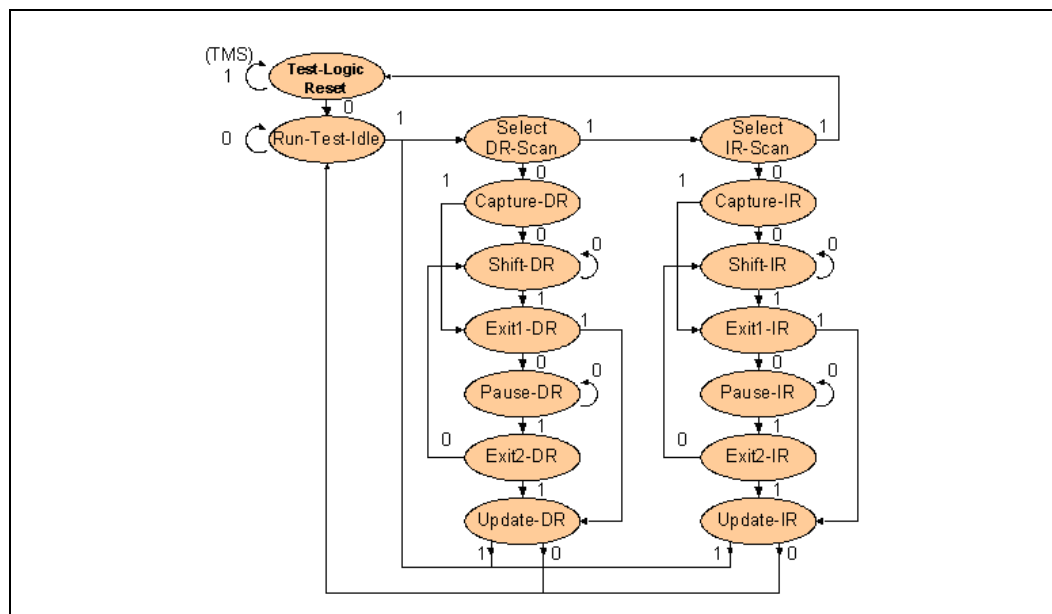 (TMS)
1
Test-Logic
Reset
0
0
Run-Test-Idle
1
Select
DR-Scan
1
Select
IR-Scan
1
0
0
1
Capture-DR
1
Capture-IR
0
0
Shift-DR
0
Shift-IR
0
1
1
Exit1-DR
1
Exit1-IR
1
0
0
Pause-DR
0
Pause-IR
0
1
1
0
Exit2-DR
0
Exit2-IR
1
1
Update-DR
Update-IR
1
0
1
0